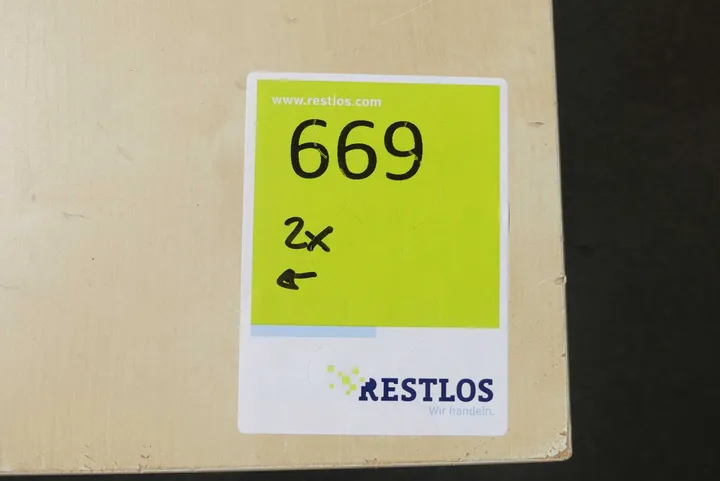 www.restlos.com
669
2x
←
RESTLOS
Wir handeln.